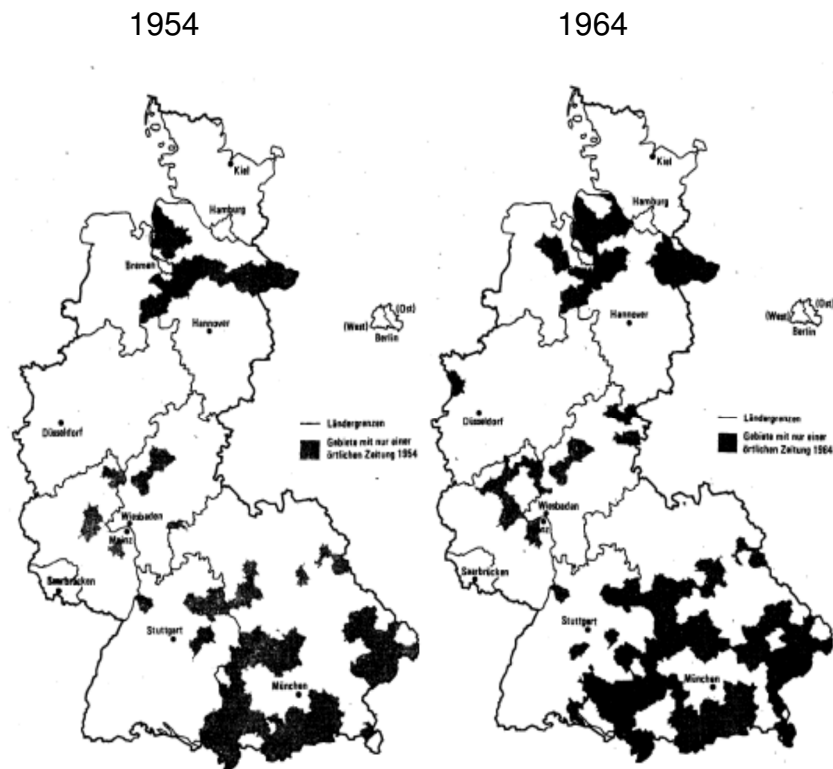 1954
1964
Kiel
Hamburg
Bremen
Hannover
(West)
(Ost)
Berlin
Düsseldorf
Ländergrenzen
Gebiete mit nur einer
örtlichen Zeitung 1954
Wiesbaden
Mainz
Saarbrücken
Stuttgart
München
Kiel
Hamburg
Hannover
(West)
(Ost)
Berlin
Düsseldorf
Ländergrenzen
Gebiete mit nur einer
örtlichen Zeitung 1964
Wiesbaden
Saarbrücken
Stuttgart
München